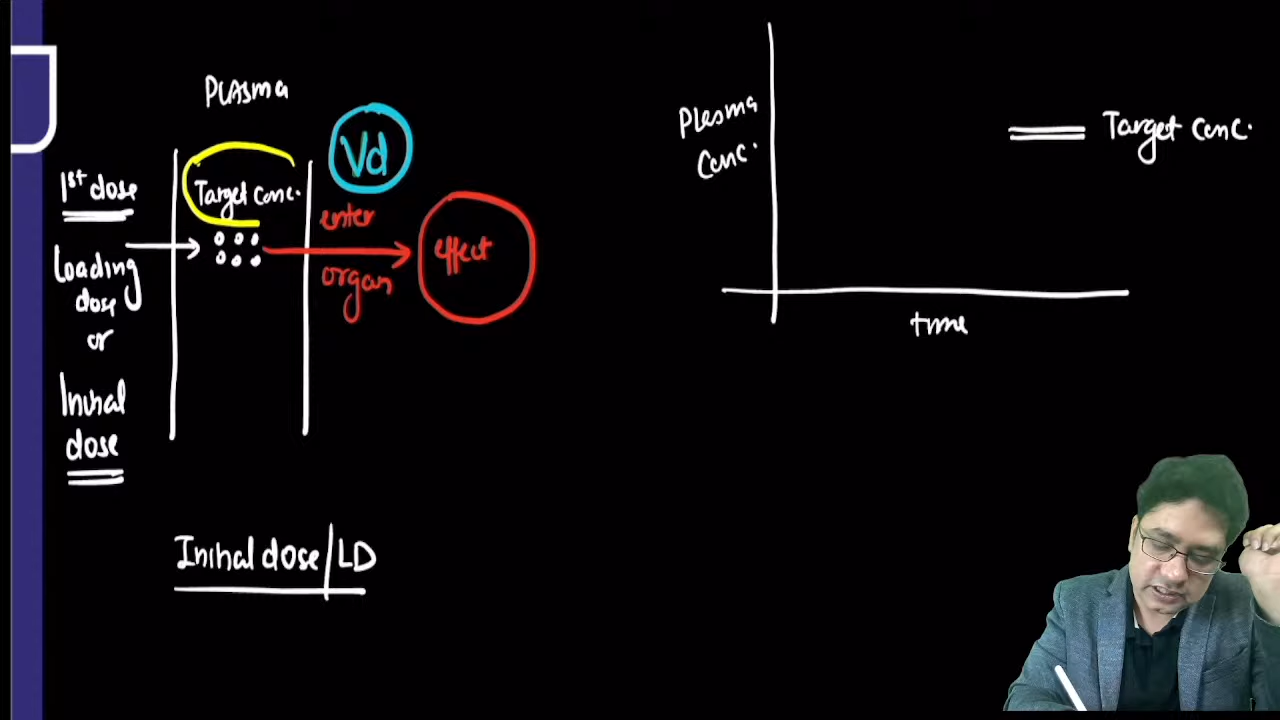 PLASMA
Vd
1st dose
Loading
dose
or
Initial
dose
Target conc.
enter
organ
effect
Initial dose/LD
Plasma
Conc.
Target conc.
time